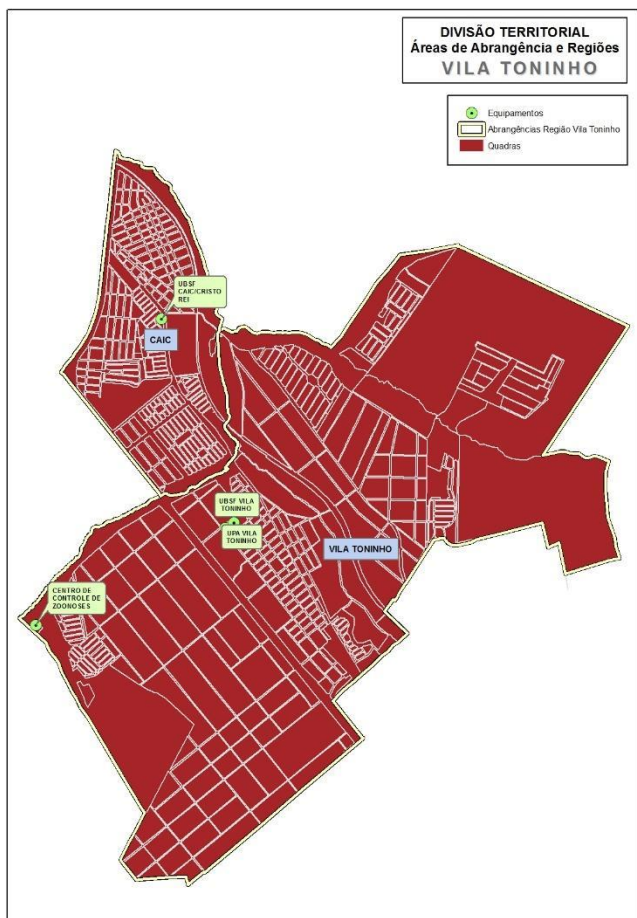 DIVISÃO TERRITORIAL
Áreas de Abrangência e Regiões
VILA TONINHO
Equipamentos
Abrangências Região Vila Toninho
Quadras
UBSF
CAIC/CRISTO
REI
CAIC
UBSF VILA
TONINHO
UPA VILA
TONINHO
VILA TONINHO
CENTRO DE
CONTROLE DE
ZOONOSES